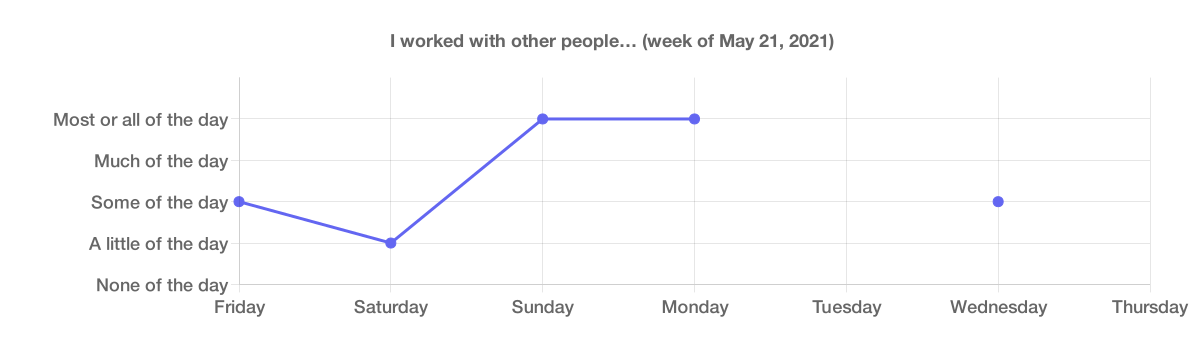 I worked with other people... (week of May 21, 2021)
Most or all of the day
Much of the day
Some of the day
A little of the day
None of the day
Friday Saturday Sunday Monday Tuesday Wednesday Thursday